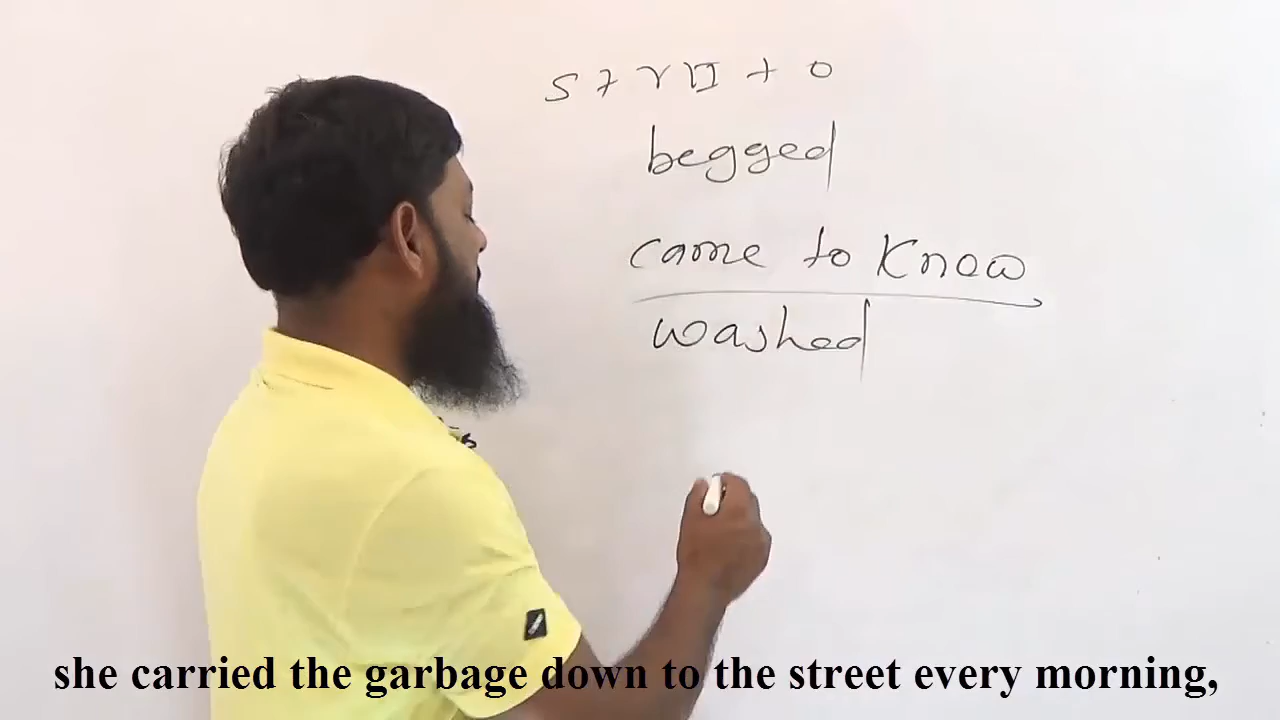 S + V II + O
begged
came to know
washed
she carried the garbage down to the street every morning,